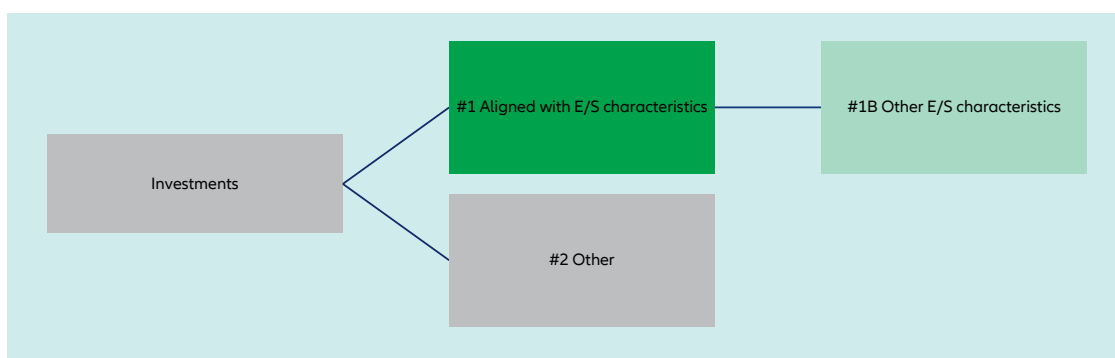 #1 Aligned with E/S characteristics
#1B Other E/S characteristics
Investments
#2 Other